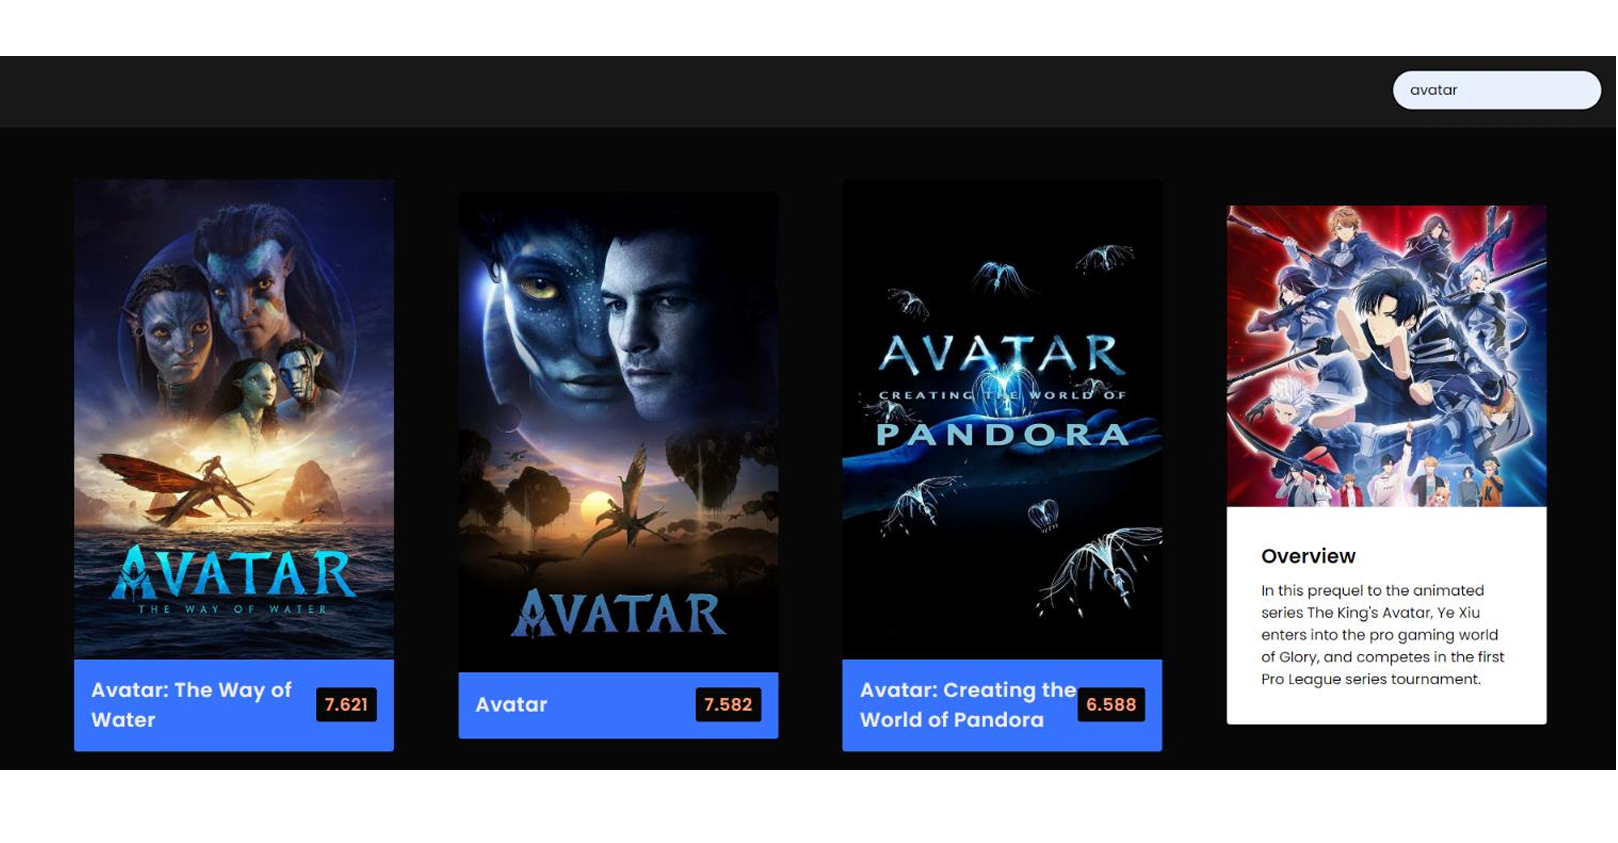 avatar
AVATAR
THE WAY OF WATER
Avatar: The Way of
Water
7.621
AVATAR
Avatar
7.582
AVATAR
CREATING THE WORLD OF
PANDORA
Avatar: Creating the
World of Pandora
6.588
K
Overview
In this prequel to the animated
series The King's Avatar, Ye Xiu
enters into the pro gaming world
of Glory, and competes in the first
Pro League series tournament.